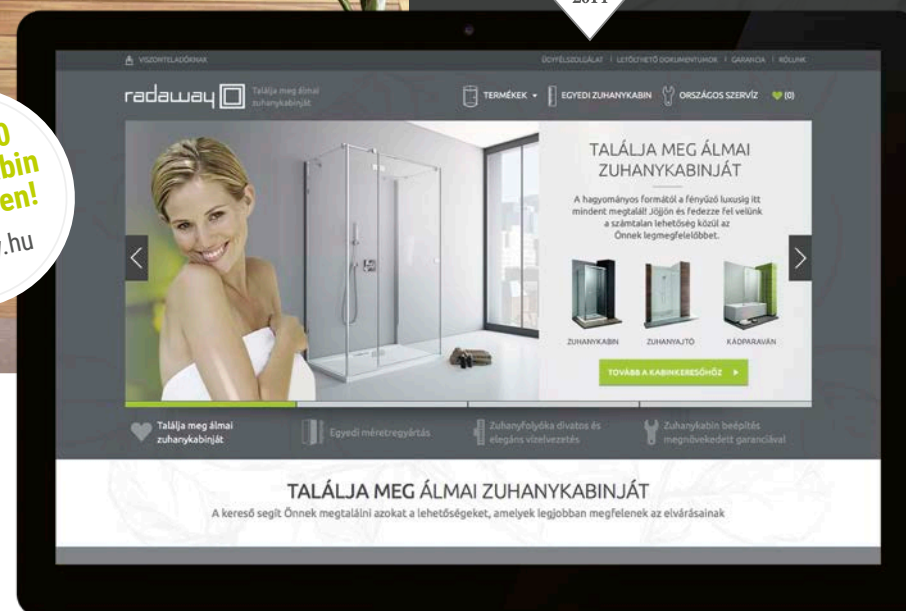 2014
0
bin
en!
.hu
VISZONTELADÓKNAK
ÜGYFÉLSZOLGÁLAT | LETÖLTHETŐ DOKUMENTUMOK | GARANCIA | RÓLUNK
radaway
Találja meg álmai
zuhanykabinját
TERMÉKEK
EGYEDI ZUHANYKABIN
ORSZÁGOS SZERVÍZ
(0)
TALÁLJA MEG ÁLMAI
ZUHANYKABINJÁT
A hagyományos formától a fényűző luxusig itt
mindent megtalál! Jöjjön és fedezze fel velünk
a számtalan lehetőség közül az
Önnek legmegfelelőbbet.
ZUHANYKABIN
ZUHANYAJTÓ
KÁDPARAVÁN
TOVÁBB A KABINKERESŐHÖZ
Találja meg álmai
zuhanykabinját
Egyedi méretregyártás
Zuhanyfolyóka divatos és
elegáns vízelvezetés
Zuhanykabin beépítés
megnövekedett garanciával
TALÁLJA MEG ÁLMAI ZUHANYKABINJÁT
A kereső segít Önnek megtalálni azokat a lehetőségeket, amelyek legjobban megfelenek az elvárásainak